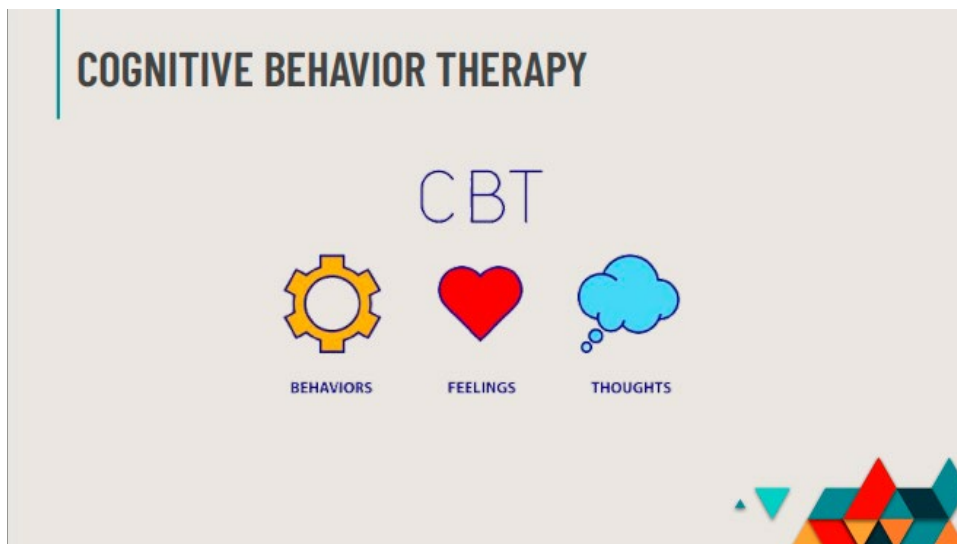 COGNITIVE BEHAVIOR THERAPY
CBT
BEHAVIORS FEELINGS THOUGHTS